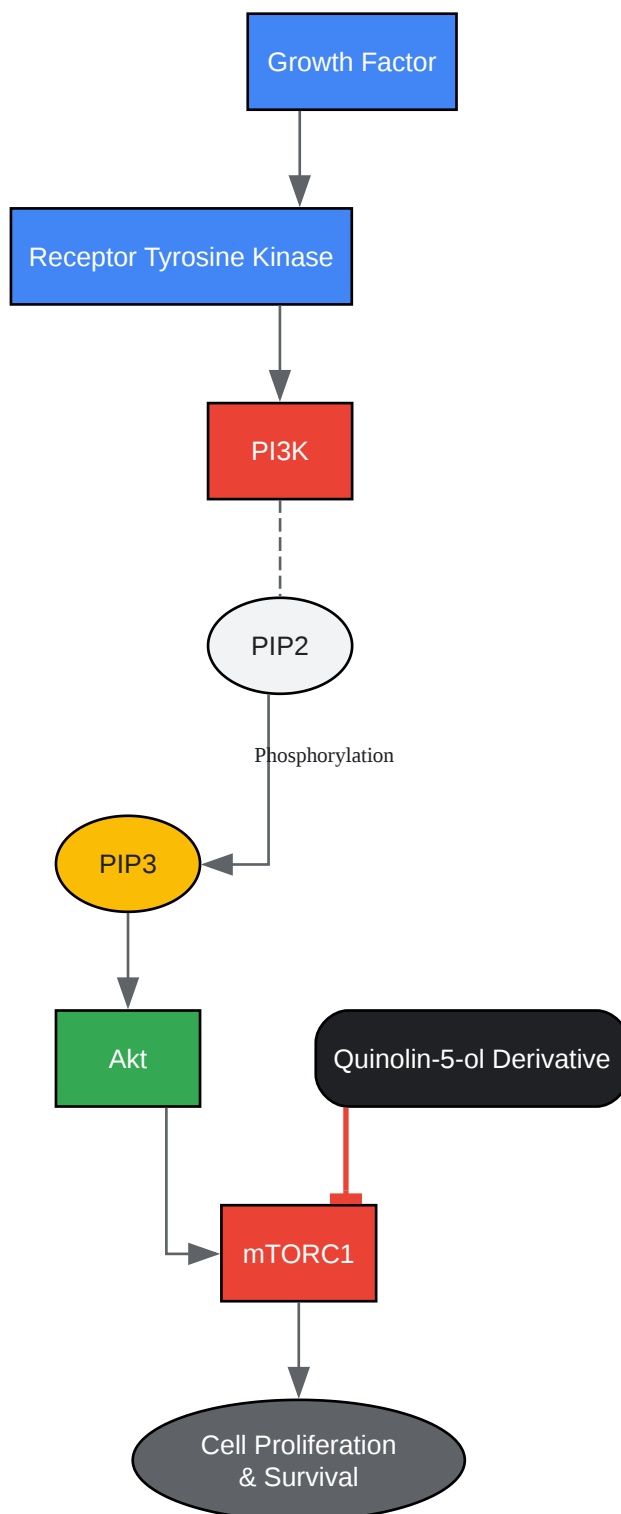 Growth Factor
Receptor Tyrosine Kinase
PI3K
PIP2
Phosphorylation
PIP3
Akt
Quinolin-5-ol Derivative
mTORC1
Cell Proliferation
& Survival